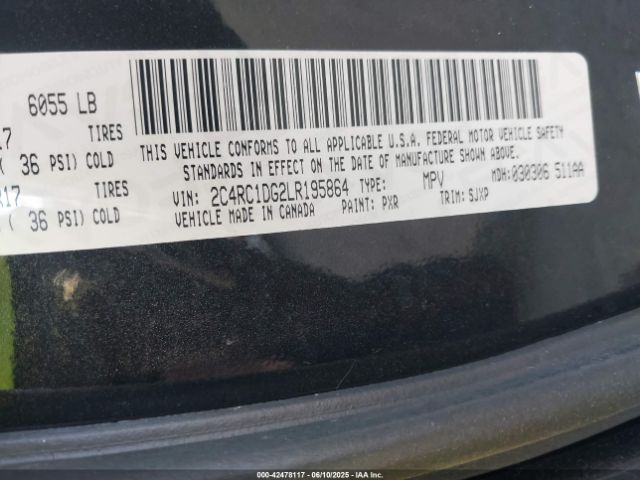 6055 LB
17 TIRES
( 36 PSI) COLD
R17 TIRES
( 36 PSI) COLD
THIS VEHICLE CONFORMS TO ALL APPLICABLE U.S.A. FEDERAL MOTOR VEHICLE SAFETY
STANDARDS IN EFFECT ON THE DATE OF MANUFACTURE SHOWN ABOVE.
VIN: 2C4RC1DG2LR195864 TYPE: MPV MDH: 030306 511AA
VEHICLE MADE IN CANADA PAINT: PXR TRIM: SJXP
000-42478117 06/10/2025 IAA Inc.